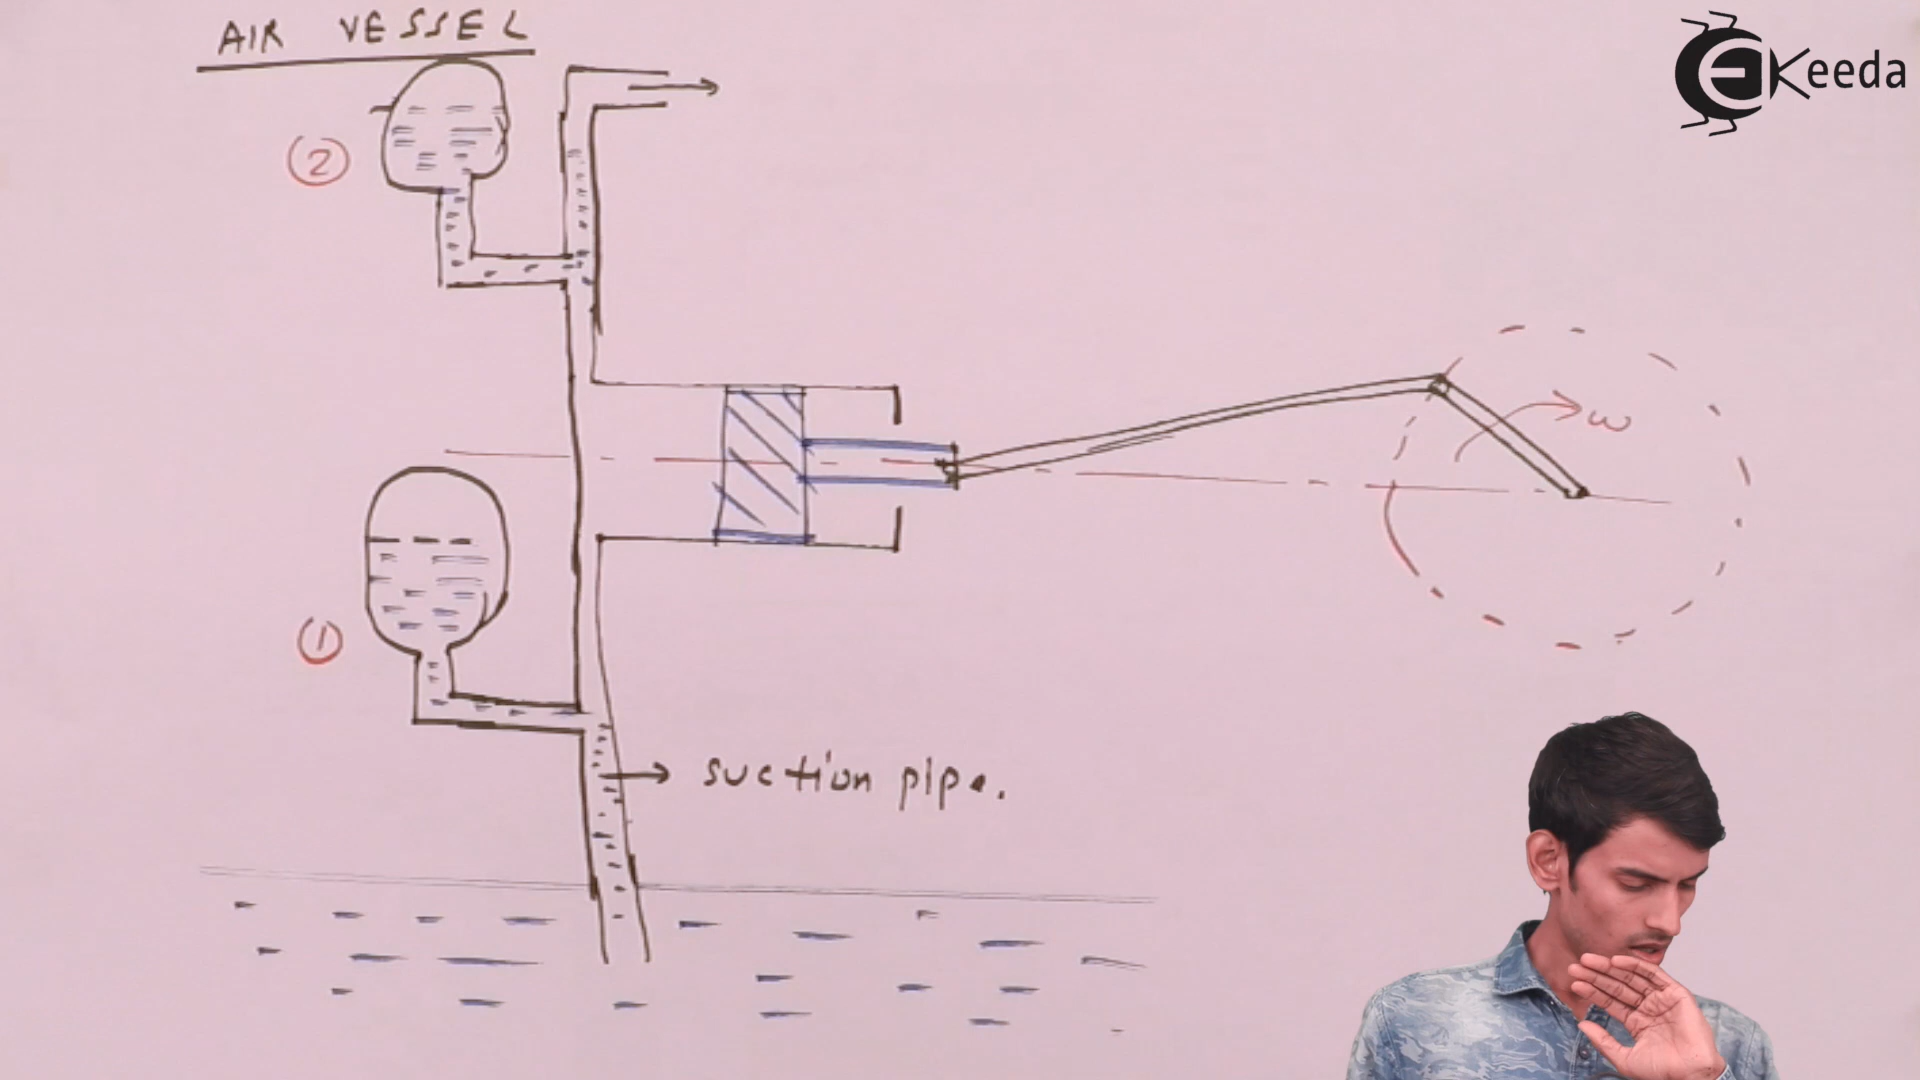 AIR VESSEL
EKeeda
②
ω
①
suction pipe.